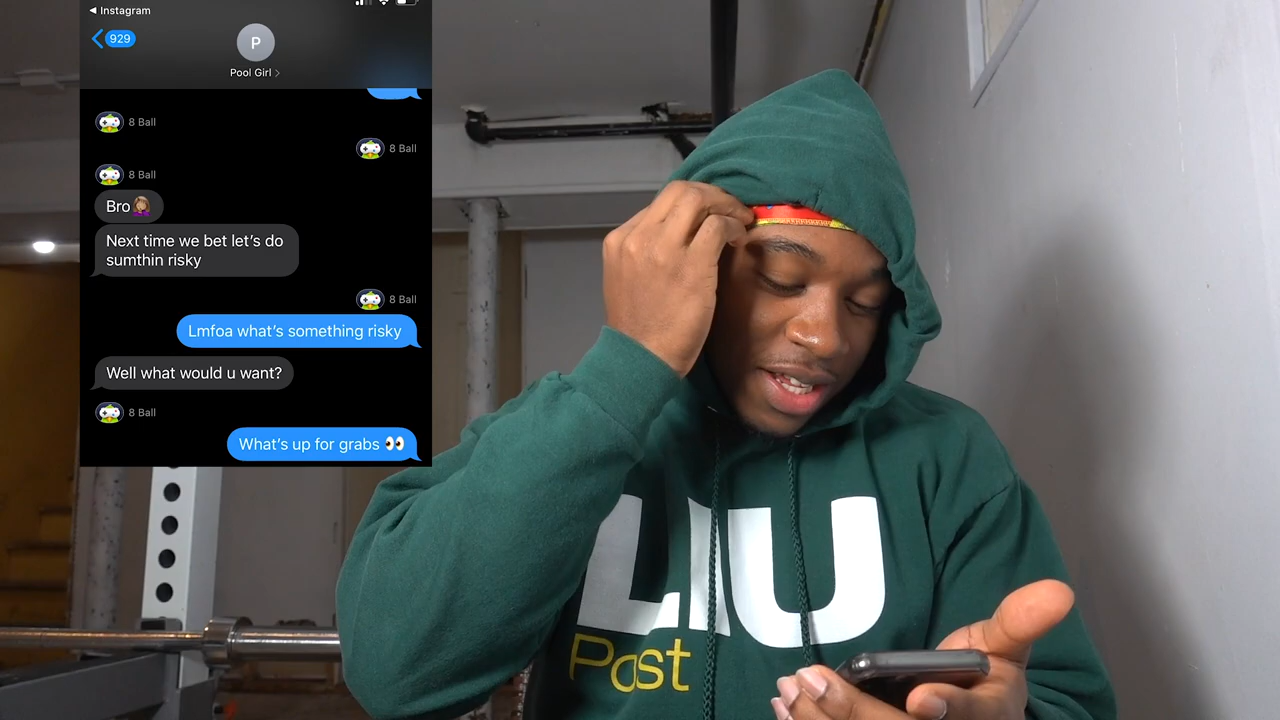 ◀ Instagram
929
P
Pool Girl >
8 Ball
8 Ball
8 Ball
Bro🤦🏽‍♀️
Next time we bet let's do
sumthin risky
8 Ball
Lmfoa what's something risky
Well what would u want?
8 Ball
What's up for grabs 👀
LIU
Post